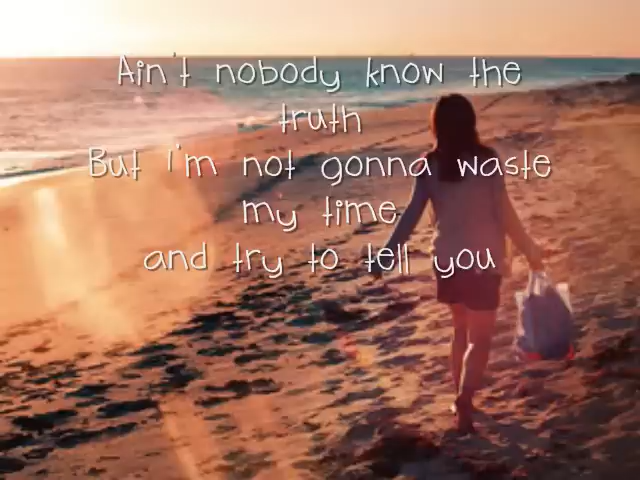 Ain't nobody know the
truth
But I'm not gonna waste
my time
and try to tell you